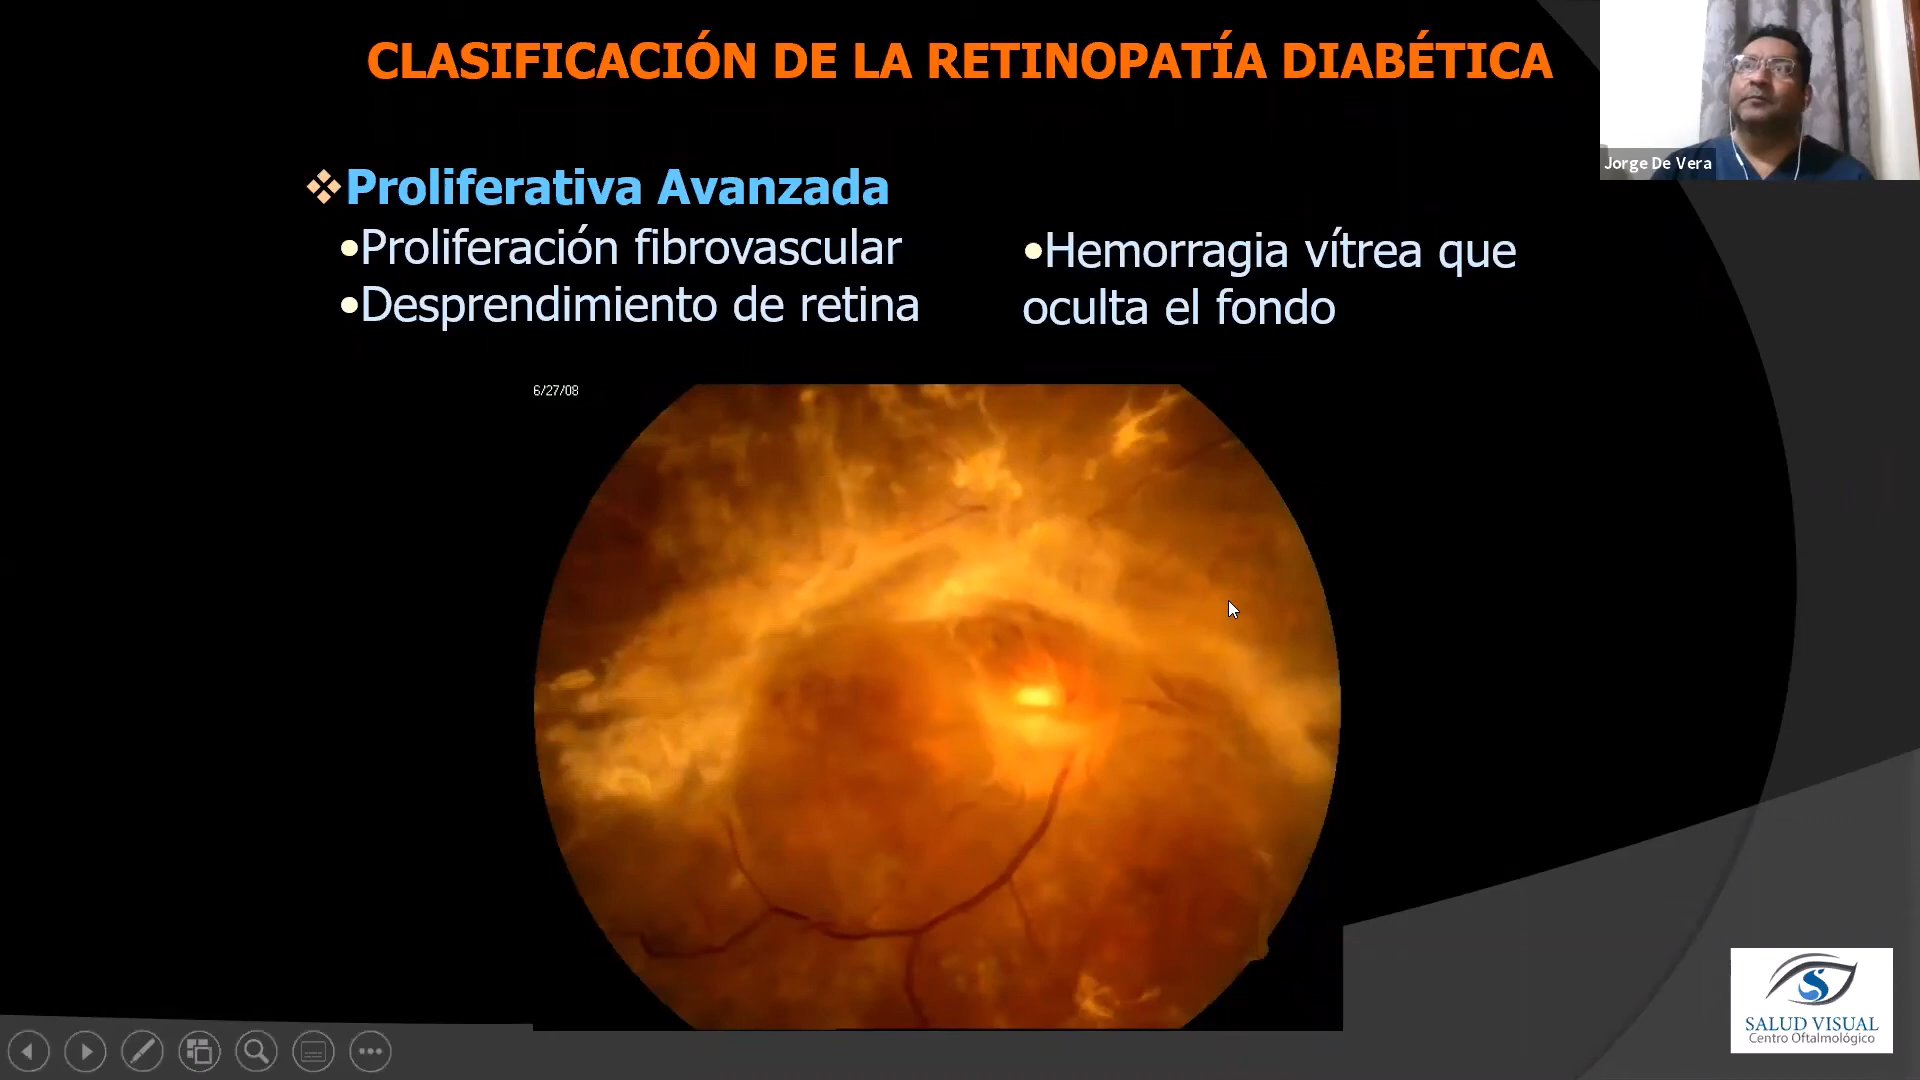 CLASIFICACIÓN DE LA RETINOPATÍA DIABÉTICA
Jorge De Vera
Proliferativa Avanzada
•Proliferación fibrovascular
•Desprendimiento de retina
•Hemorragia vítrea que
oculta el fondo
6/27/08
SALUD VISUAL
Centro Oftalmológico